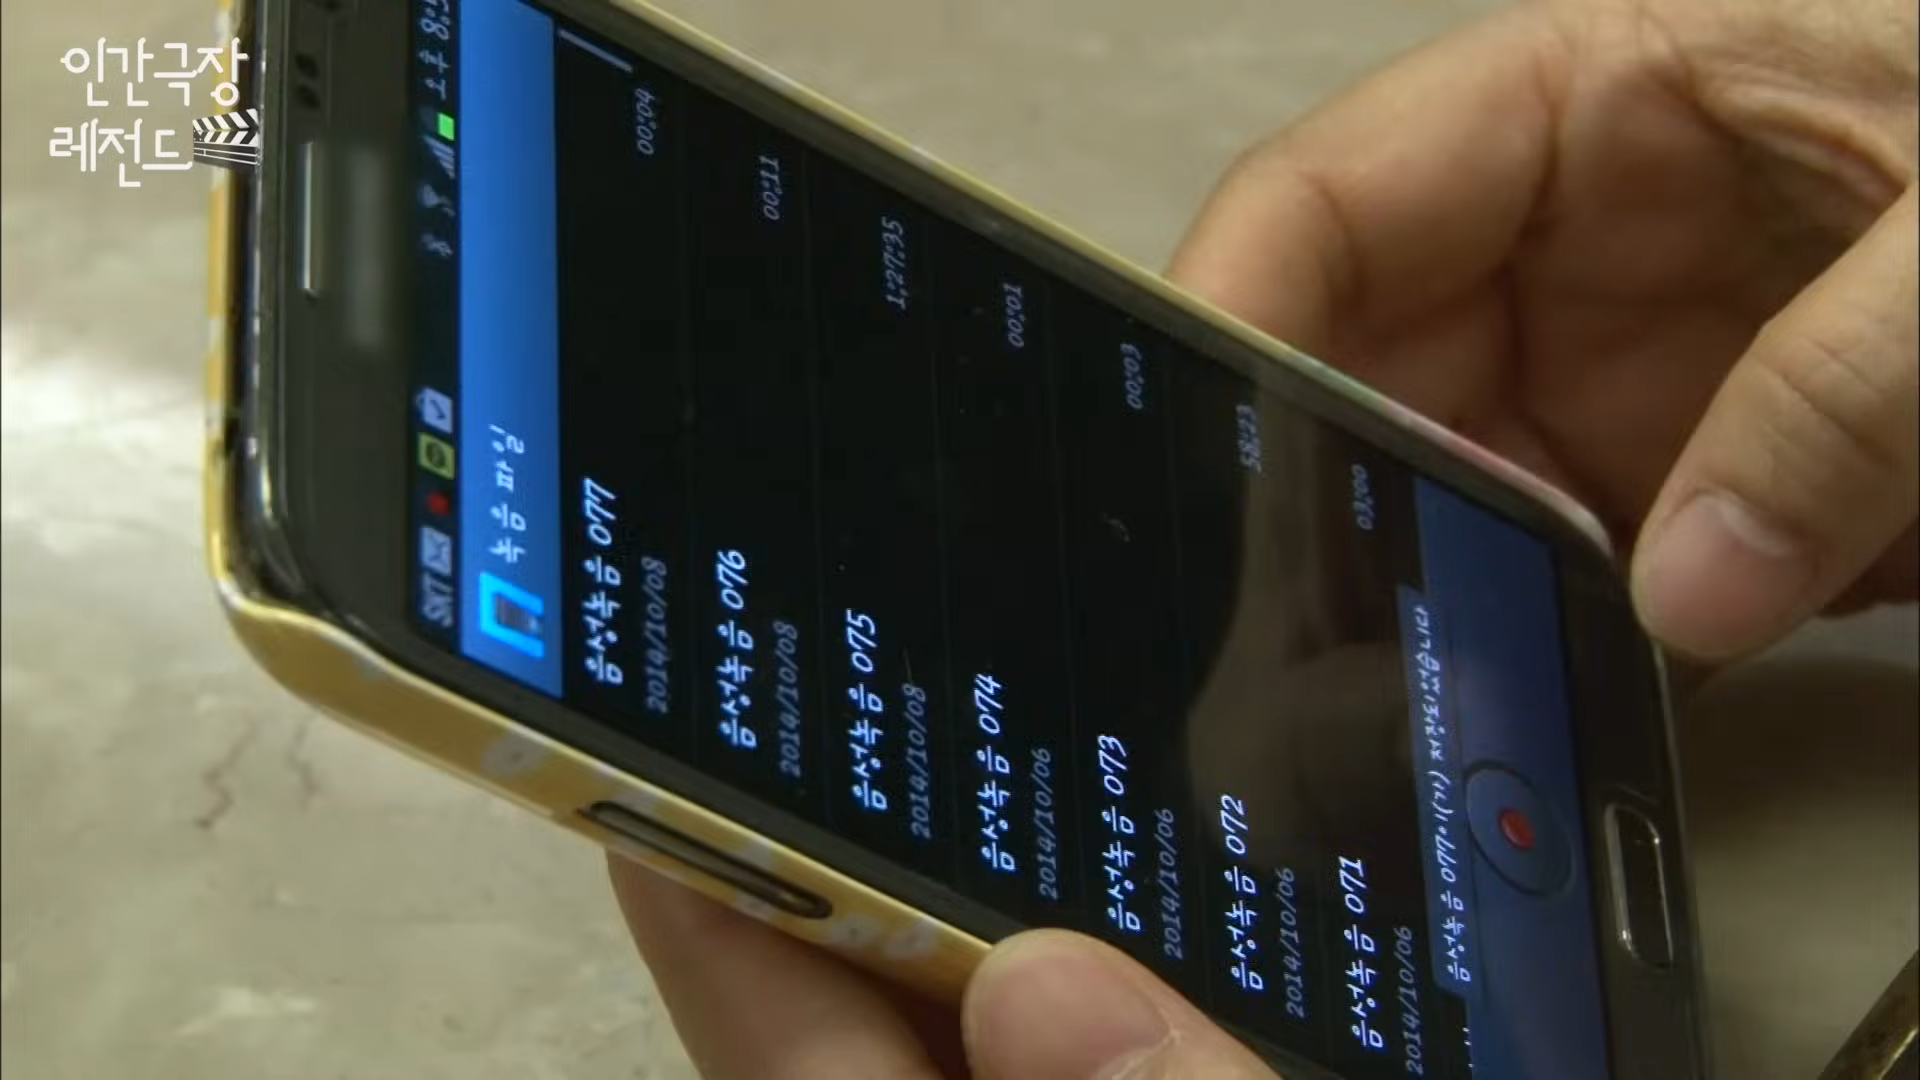 인간극장
레전드
SKT
오후 8:
녹음 파일
음성녹음 077
2014/10/08
00:04
음성녹음 076
2014/10/08
00:11
음성녹음 075
2014/10/08
1:27:35
음성녹음 074
2014/10/06
00:01
음성녹음 073
2014/10/06
00:03
음성녹음 072
2014/10/06
58:23
음성녹음 071
2014/10/06
03:00
음성녹음 077이(가) 저장되었습니다